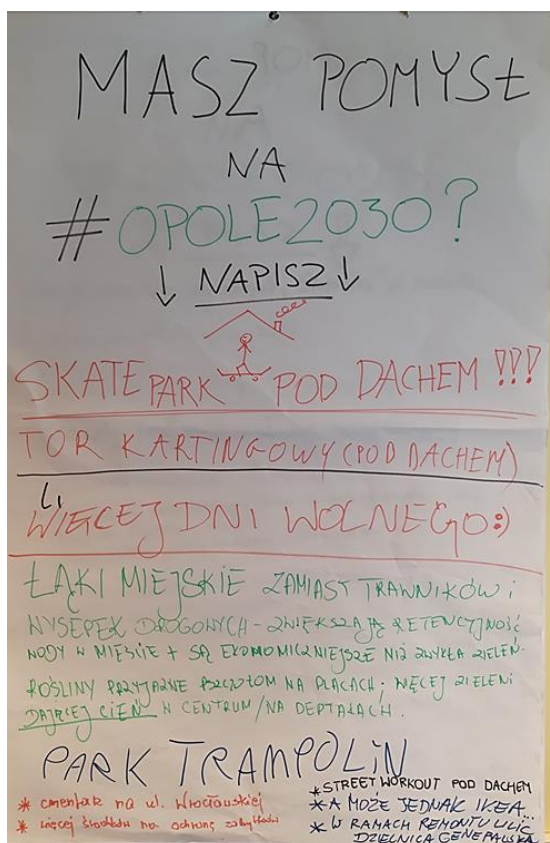 MASZ POMYSŁ
NA
#OPOLE2030?
↓ NAPISZ ↓
SKATEPARK POD DACHEM !!!
TOR KARTINGOWY (POD DACHEM)
WIĘCEJ DNI WOLNEGO:)
ŁĄKI MIEJSKIE ZAMIAST TRAWNIKÓW i
WYSEPEK DROGOWYCH - ZWIĘKSZAJĄ RETENCYJNOŚĆ
WODY W MIEŚCIE + SĄ EKONOMICZNIEJSZE NIŻ ZWYKŁA ZIELEŃ.
ROŚLINY PRZYJAZNE PSZCZOŁOM NA PLACACH; WIĘCEJ ZIELENI
DAJĄCEJ CIEŃ W CENTRUM/NA DEPTAKACH.
PARK TRAMPOLIN
* cmentarz na ul. Wrocławskiej
* więcej środków na ochronę zabytków
* STREET WORKOUT POD DACHEM
* A MOŻE JEDNAK IKEA...
* W RAMACH REMONTU ULIC
DZIELNICA GENERALSKA